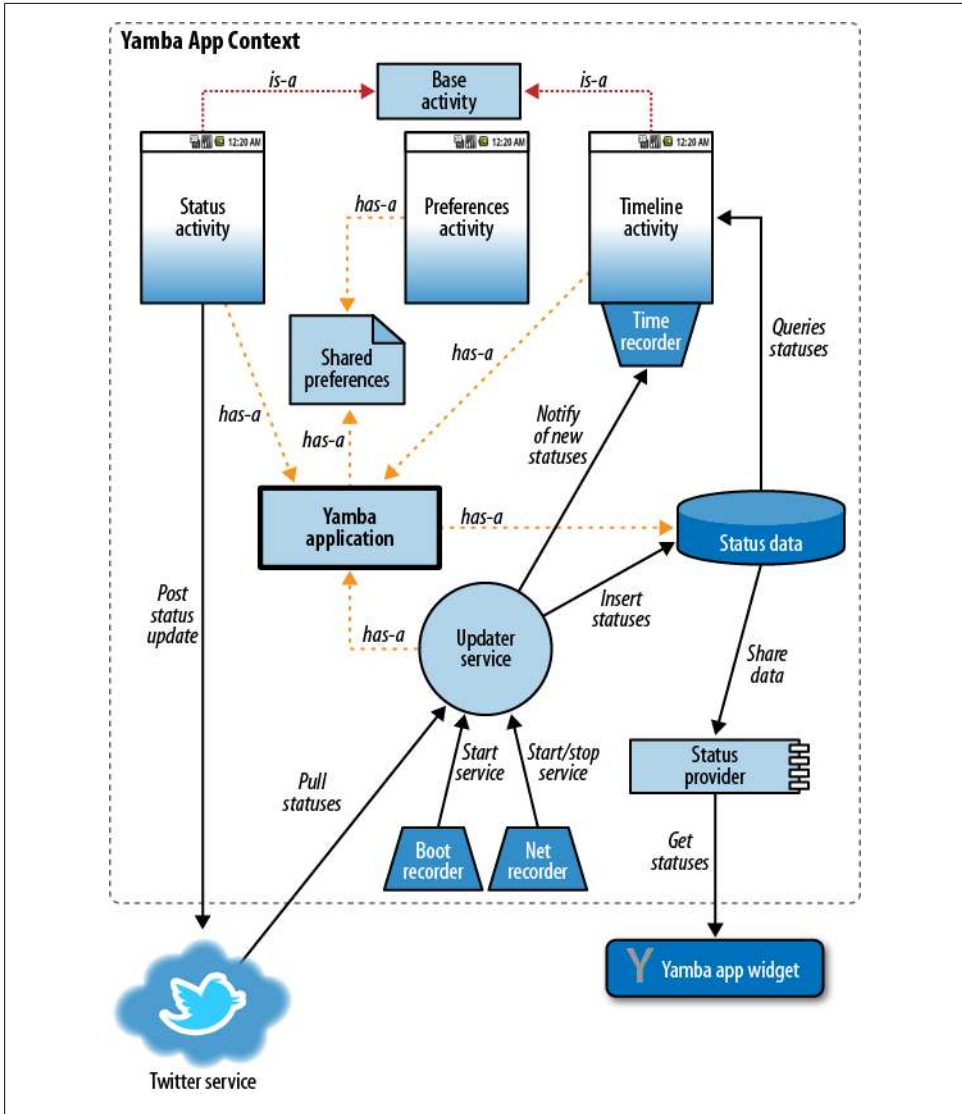 Yamba App Context
is-a
Base
activity
is-a
12:20 AM
12:20 AM
12:20 AM
Status
activity
has-a
Preferences
activity
Timeline
activity
Time
recorder
Queries
statuses
Shared
preferences
has-a
has-a
has-a
Notify
of new
statuses
Yamba
application
has-a
Status data
Post
status
update
has-a
Updater
service
Insert
statuses
Share
data
Pull
statuses
Start
service
Start/stop
service
Status
provider
Boot
recorder
Net
recorder
Get
statuses
Y Yamba app widget
Twitter service